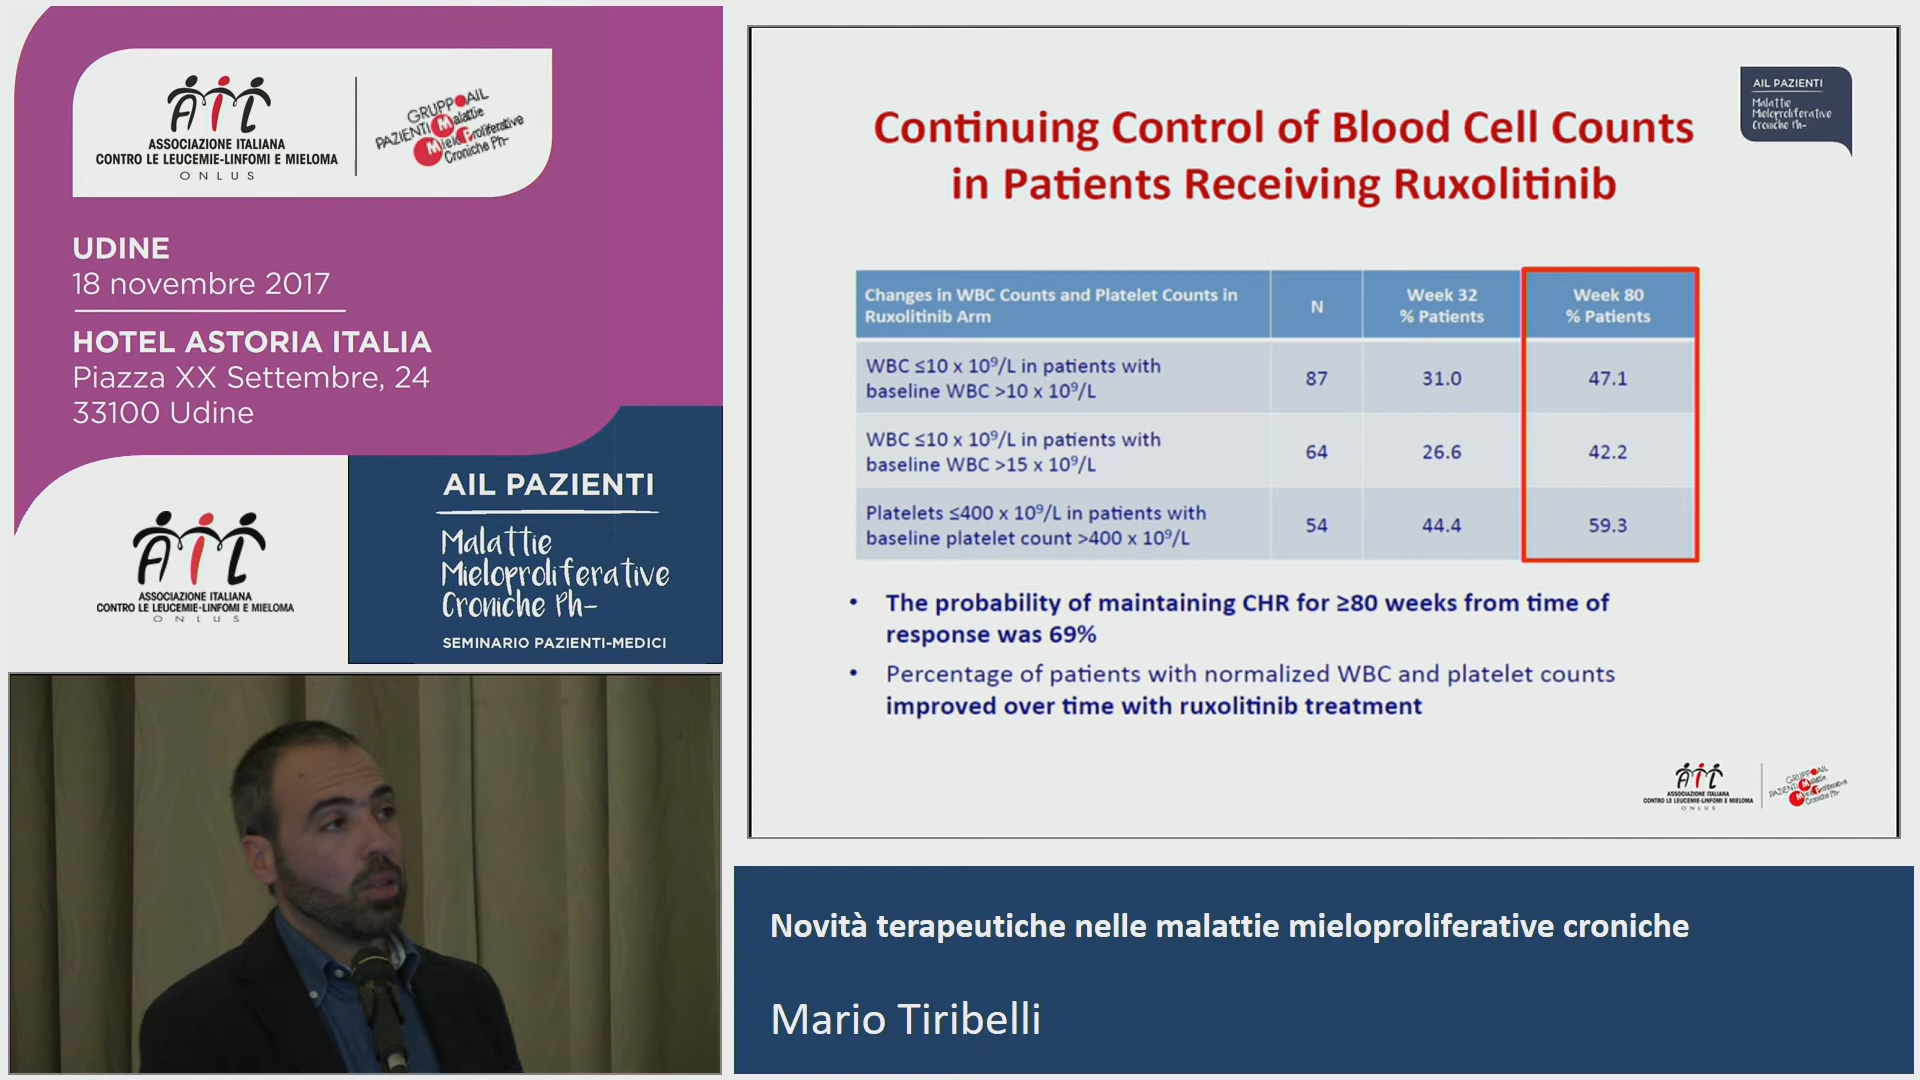 AIL
ASSOCIAZIONE ITALIANA
CONTRO LE LEUCEMIE-LINFOMI E MIELOMA
ONLUS
GRUPPO AIL
PAZIENTI Malattie
Mieloproliferative
Croniche Ph-
UDINE
18 novembre 2017
HOTEL ASTORIA ITALIA
Piazza XX Settembre, 24
33100 Udine
AIL
ASSOCIAZIONE ITALIANA
CONTRO LE LEUCEMIE-LINFOMI E MIELOMA
ONLUS
AIL PAZIENTI
Malattie
Mieloproliferative
Croniche Ph-
SEMINARIO PAZIENTI-MEDICI
AIL PAZIENTI
Malattie
Mieloproliferative
Croniche Ph-
Continuing Control of Blood Cell Counts
in Patients Receiving Ruxolitinib
Changes in WBC Counts and Platelet Counts in
Ruxolitinib Arm
N
Week 32
% Patients
Week 80
% Patients
WBC ≤10 x 10⁹/L in patients with
baseline WBC >10 x 10⁹/L
87
31.0
47.1
WBC ≤10 x 10⁹/L in patients with
baseline WBC >15 x 10⁹/L
64
26.6
42.2
Platelets ≤400 x 10⁹/L in patients with
baseline platelet count >400 x 10⁹/L
54
44.4
59.3
• The probability of maintaining CHR for ≥80 weeks from time of
response was 69%
• Percentage of patients with normalized WBC and platelet counts
improved over time with ruxolitinib treatment
AIL
ASSOCIAZIONE ITALIANA
CONTRO LE LEUCEMIE-LINFOMI E MIELOMA
ONLUS
GRUPPO AIL
PAZIENTI Malattie
Mieloproliferative
Croniche Ph-
Novità terapeutiche nelle malattie mieloproliferative croniche
Mario Tiribelli